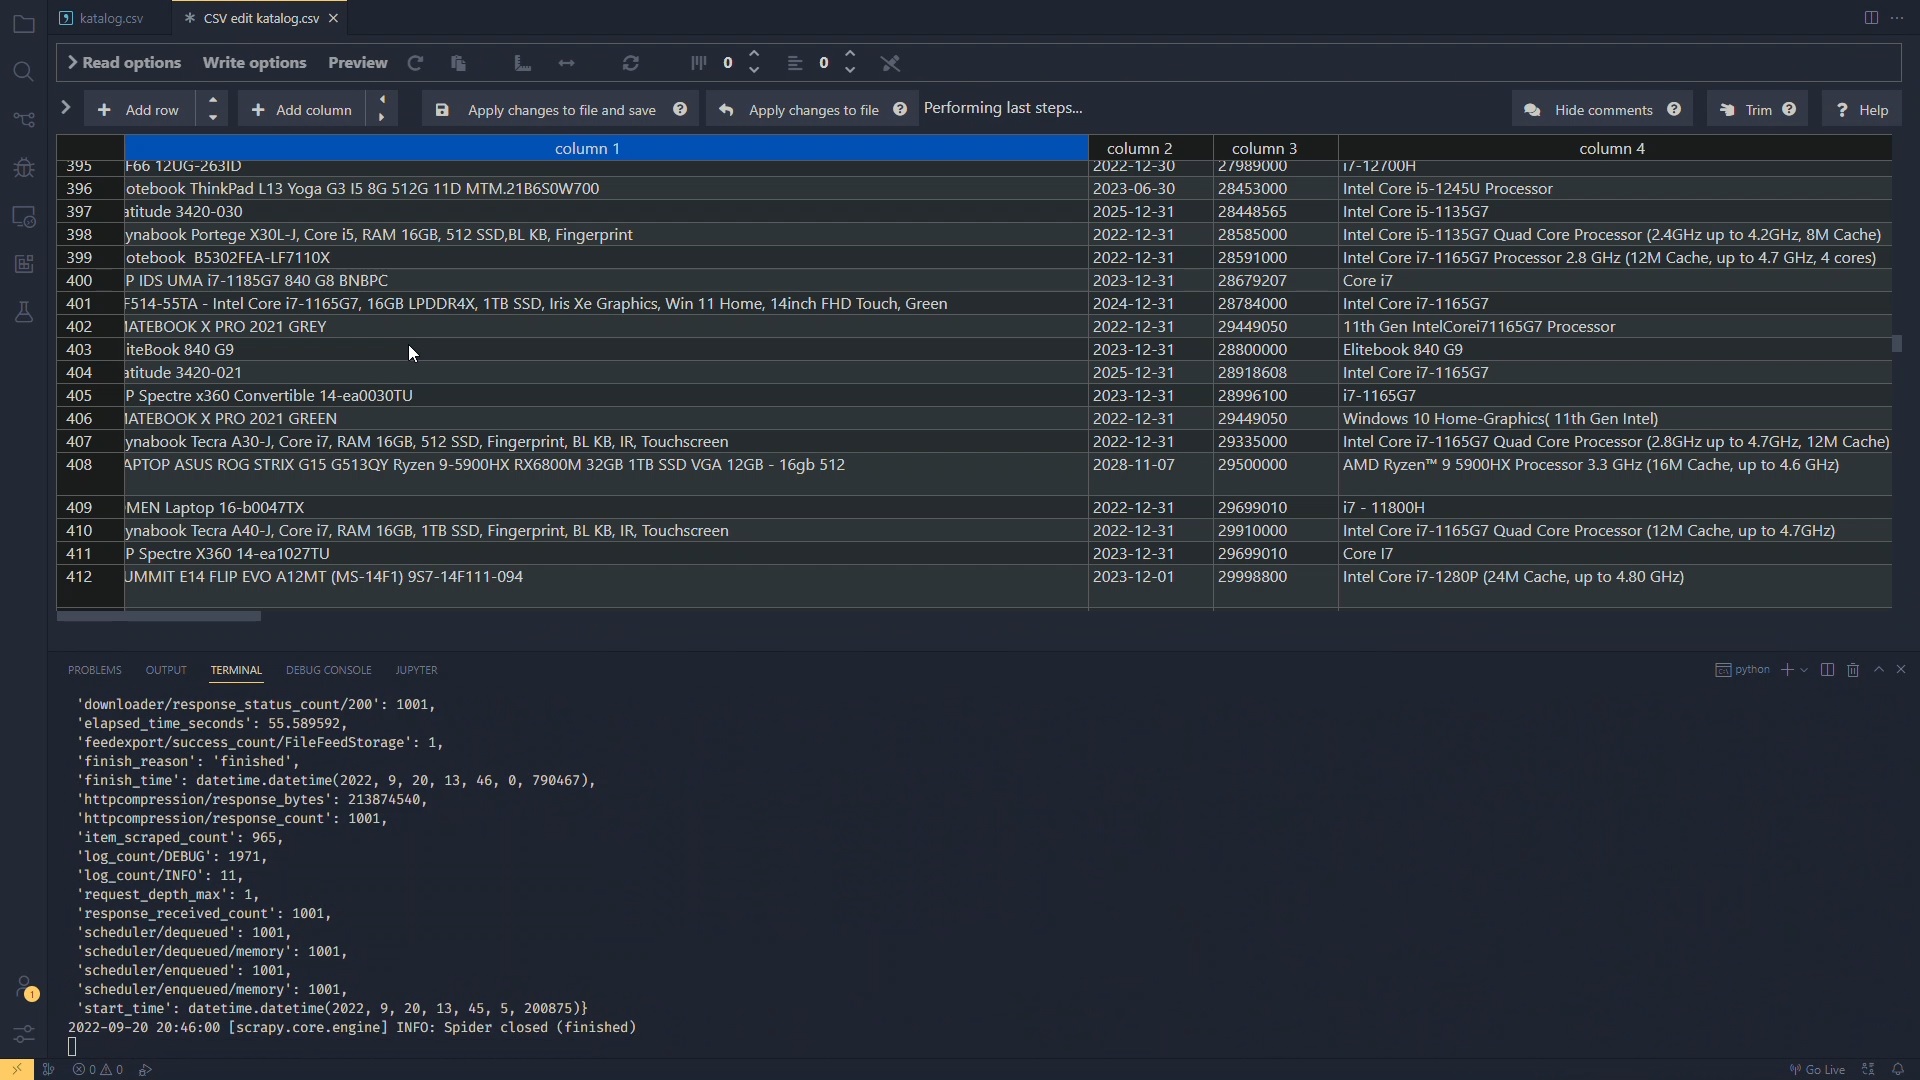 katalog.csv
CSV edit katalog.csv
Read options Write options Preview 0 0
Add row Add column Apply changes to file and save Apply changes to file Performing last steps... Hide comments Trim Help
column 1 column 2 column 3 column 4
395 F66 12UG-263ID 2022-12-30 27989000 i7-12700H
396 otebook ThinkPad L13 Yoga G3 I5 8G 512G 11D MTM.21B6S0W700 2023-06-30 28453000 Intel Core i5-1245U Processor
397 atitude 3420-030 2025-12-31 28448565 Intel Core i5-1135G7
398 ynabook Portege X30L-J, Core i5, RAM 16GB, 512 SSD,BL KB, Fingerprint 2022-12-31 28585000 Intel Core i5-1135G7 Quad Core Processor (2.4GHz up to 4.2GHz, 8M Cache)
399 otebook B5302FEA-LF7110X 2022-12-31 28591000 Intel Core i7-1165G7 Processor 2.8 GHz (12M Cache, up to 4.7 GHz, 4 cores)
400 P IDS UMA i7-1185G7 840 G8 BNBPC 2023-12-31 28679207 Core i7
401 F514-55TA - Intel Core i7-1165G7, 16GB LPDDR4X, 1TB SSD, Iris Xe Graphics, Win 11 Home, 14inch FHD Touch, Green 2024-12-31 28784000 Intel Core i7-1165G7
402 IATEBOOK X PRO 2021 GREY 2022-12-31 29449050 11th Gen IntelCorei71165G7 Processor
403 iteBook 840 G9 2023-12-31 28800000 Elitebook 840 G9
404 atitude 3420-021 2025-12-31 28918608 Intel Core i7-1165G7
405 P Spectre x360 Convertible 14-ea0030TU 2023-12-31 28996100 i7-1165G7
406 IATEBOOK X PRO 2021 GREEN 2022-12-31 29449050 Windows 10 Home-Graphics( 11th Gen Intel)
407 ynabook Tecra A30-J, Core i7, RAM 16GB, 512 SSD, Fingerprint, BL KB, IR, Touchscreen 2022-12-31 29335000 Intel Core i7-1165G7 Quad Core Processor (2.8GHz up to 4.7GHz, 12M Cache)
408 APTOP ASUS ROG STRIX G15 G513QY Ryzen 9-5900HX RX6800M 32GB 1TB SSD VGA 12GB - 16gb 512 2028-11-07 29500000 AMD Ryzen™ 9 5900HX Processor 3.3 GHz (16M Cache, up to 4.6 GHz)
409 MEN Laptop 16-b0047TX 2022-12-31 29699010 i7 - 11800H
410 ynabook Tecra A40-J, Core i7, RAM 16GB, 1TB SSD, Fingerprint, BL KB, IR, Touchscreen 2022-12-31 29910000 Intel Core i7-1165G7 Quad Core Processor (12M Cache, up to 4.7GHz)
411 P Spectre X360 14-ea1027TU 2023-12-31 29699010 Core I7
412 UMMIT E14 FLIP EVO A12MT (MS-14F1) 9S7-14F111-094 2023-12-01 29998800 Intel Core i7-1280P (24M Cache, up to 4.80 GHz)
PROBLEMS OUTPUT TERMINAL DEBUG CONSOLE JUPYTER python
'downloader/response_status_count/200': 1001,
'elapsed_time_seconds': 55.589592,
'feedexport/success_count/FileFeedStorage': 1,
'finish_reason': 'finished',
'finish_time': datetime.datetime(2022, 9, 20, 13, 46, 0, 790467),
'httpcompression/response_bytes': 213874540,
'httpcompression/response_count': 1001,
'item_scraped_count': 965,
'log_count/DEBUG': 1971,
'log_count/INFO': 11,
'request_depth_max': 1,
'response_received_count': 1001,
'scheduler/dequeued': 1001,
'scheduler/dequeued/memory': 1001,
'scheduler/enqueued': 1001,
'scheduler/enqueued/memory': 1001,
'start_time': datetime.datetime(2022, 9, 20, 13, 45, 5, 200875)}
2022-09-20 20:46:00 [scrapy.core.engine] INFO: Spider closed (finished)
1
0 0 Go Live